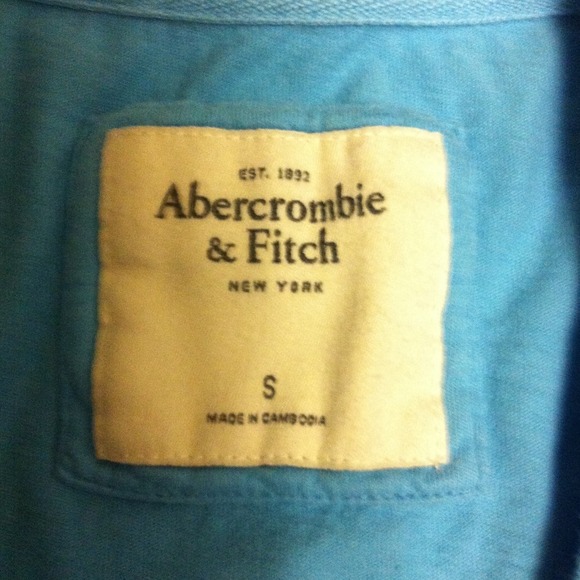 EST. 1892
Abercrombie
& Fitch
NEW YORK
S
MADE IN CAMBODIA